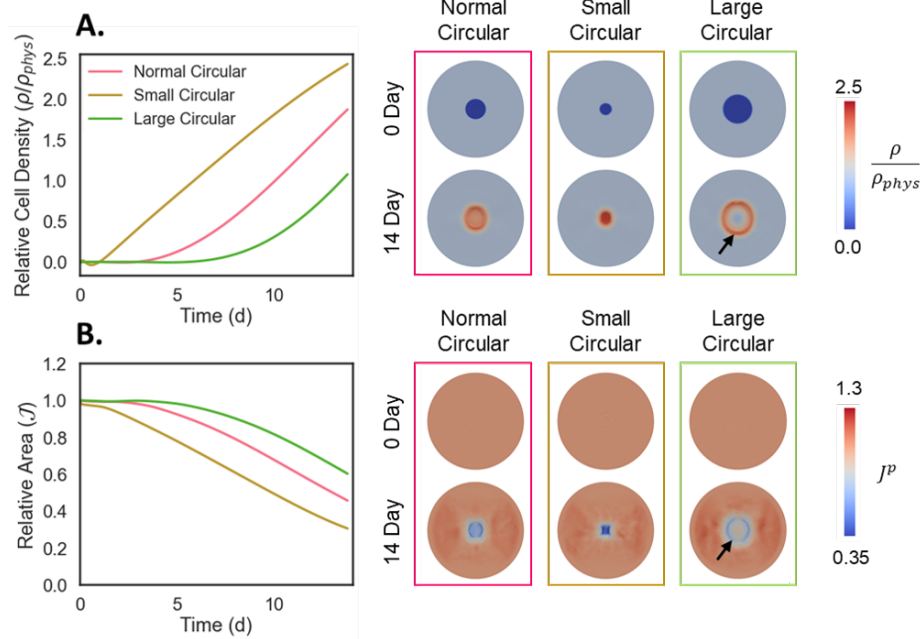 A.
Relative Cell Density (ρ/ρphys)
2.5
2.0
1.5
1.0
0.5
0.0
Normal Circular
Small Circular
Large Circular
0
5
10
Time (d)
Normal
Circular
Small
Circular
Large
Circular
0 Day
14 Day
2.5
ρ
ρphys
0.0
B.
Relative Area (𝒥)
1.2
1.0
0.8
0.6
0.4
0.2
0.0
0
5
10
Time (d)
Normal
Circular
Small
Circular
Large
Circular
0 Day
14 Day
1.3
Jᵖ
0.35